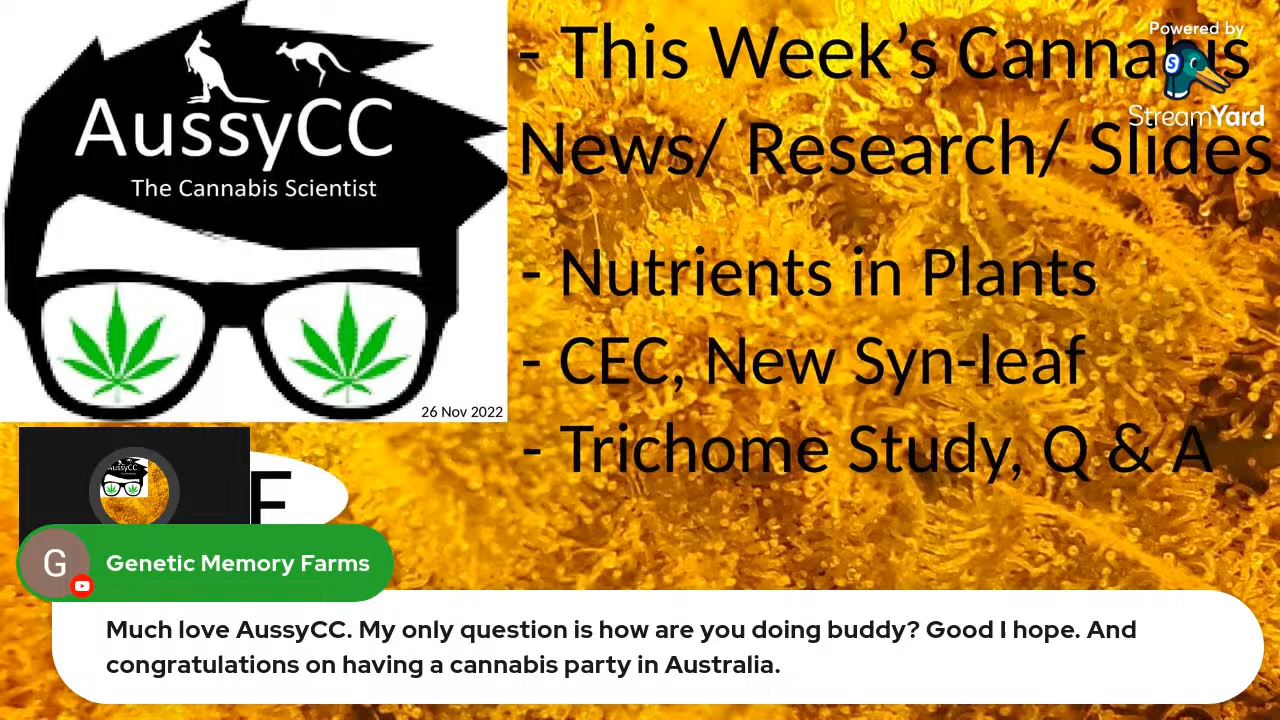 AussyCC
The Cannabis Scientist
26 Nov 2022
- This Week’s Cannabis
News/ Research/ Slides
- Nutrients in Plants
- CEC, New Syn-leaf
- Trichome Study, Q & A
Powered by
S
StreamYard
AussyCC
F
G
Genetic Memory Farms
Much love AussyCC. My only question is how are you doing buddy? Good I hope. And
congratulations on having a cannabis party in Australia.